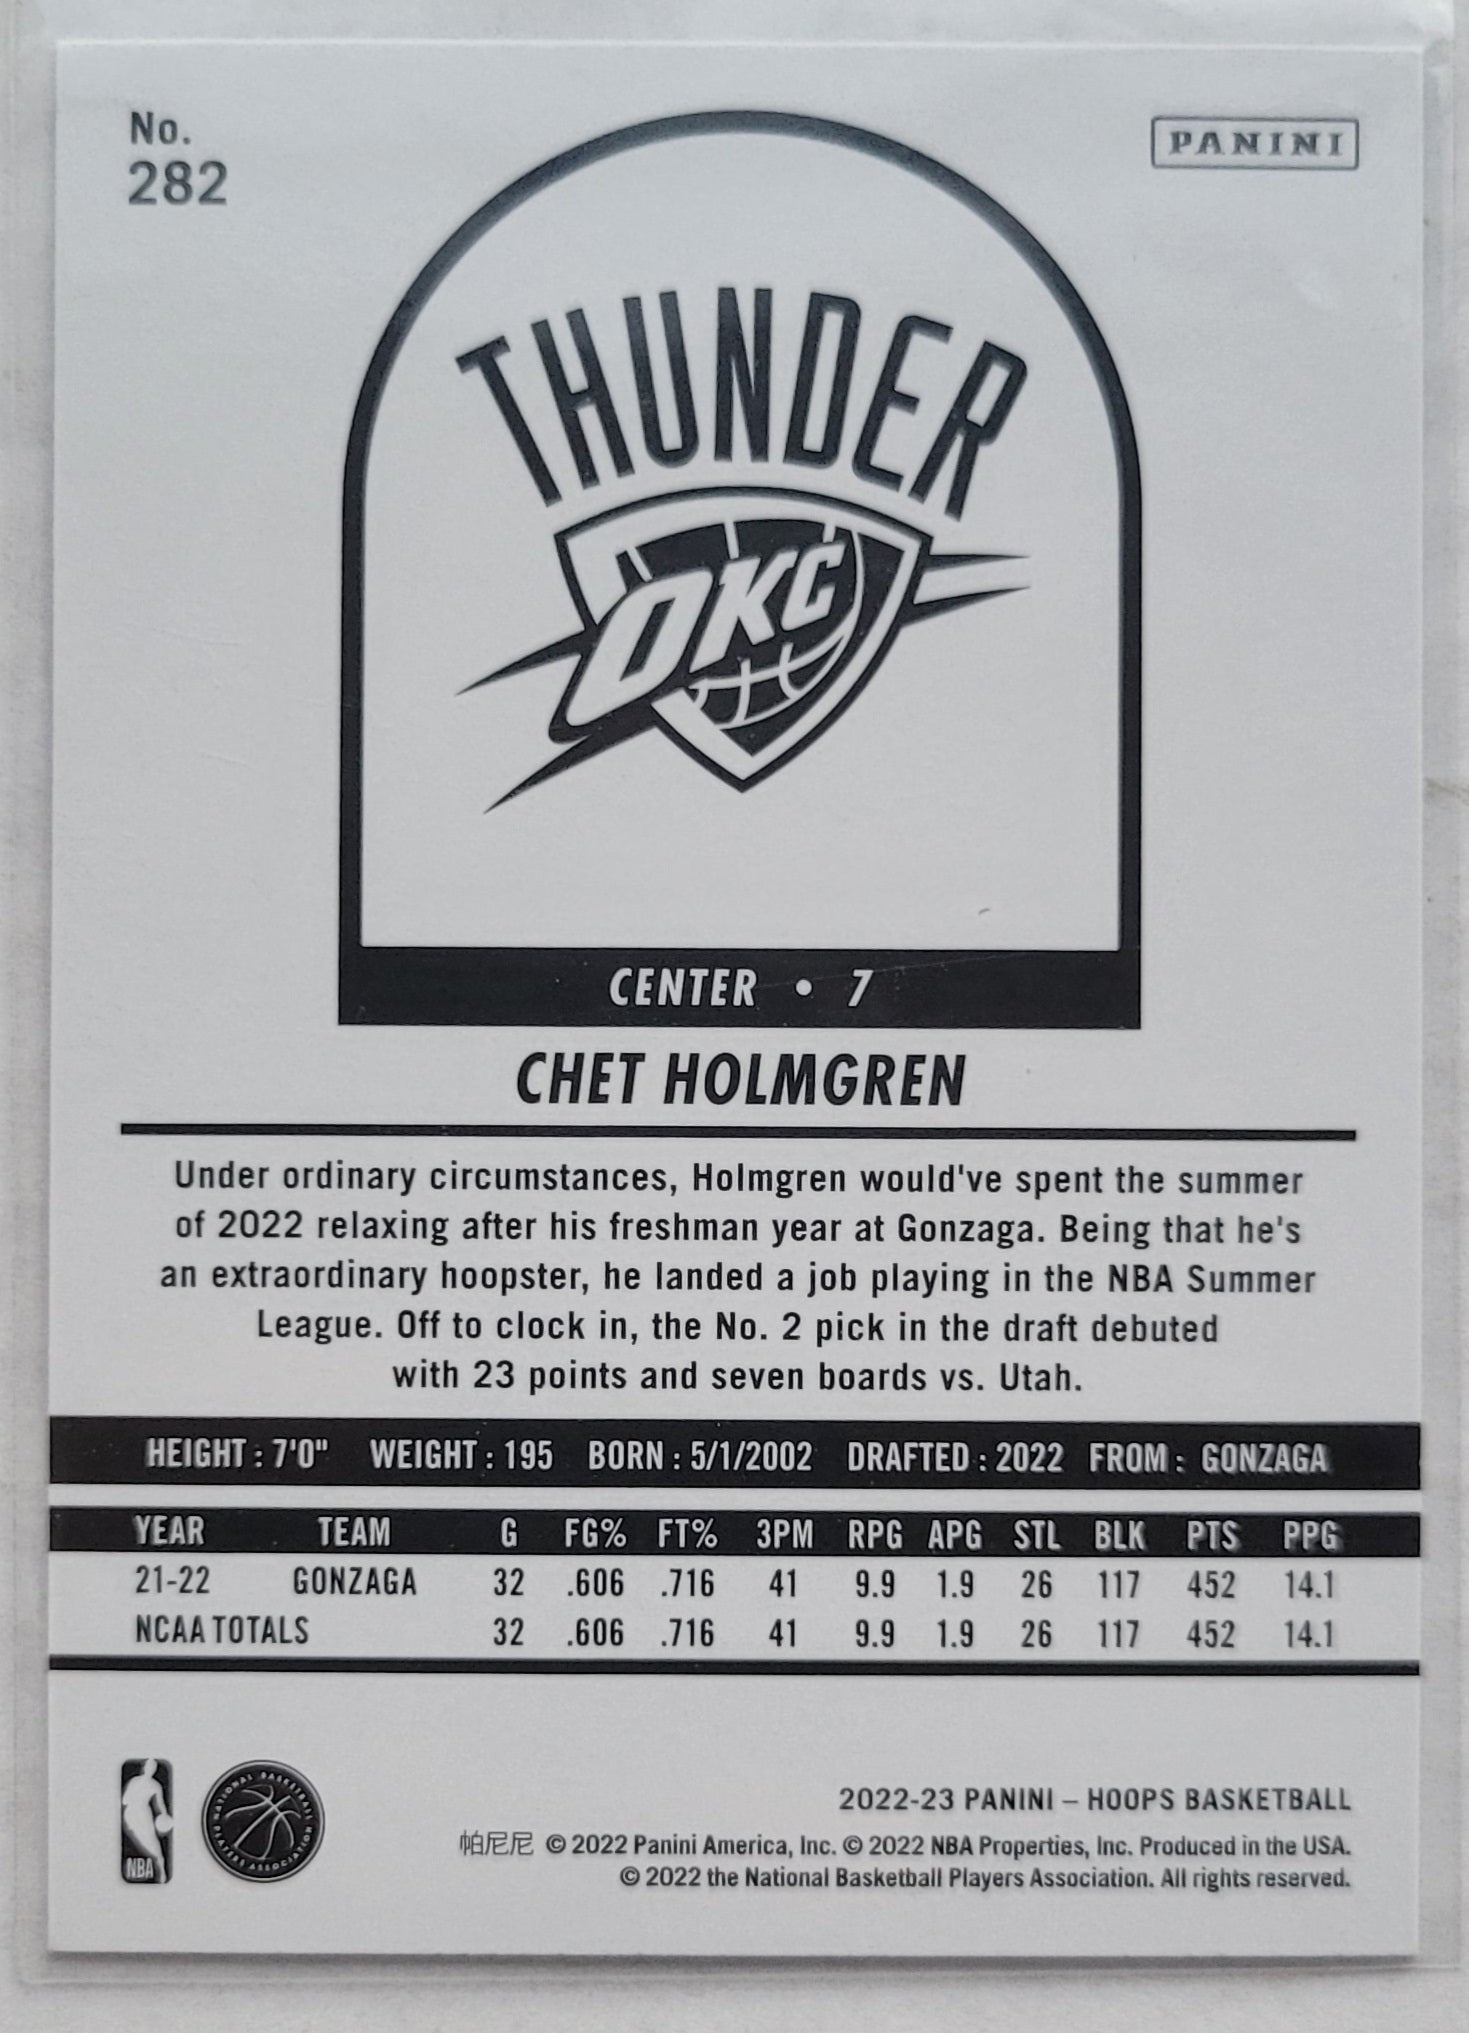 No.
282
PANINI
THUNDER
OKC
CENTER • 7
CHET HOLMGREN
Under ordinary circumstances, Holmgren would've spent the summer
of 2022 relaxing after his freshman year at Gonzaga. Being that he's
an extraordinary hoopster, he landed a job playing in the NBA Summer
League. Off to clock in, the No. 2 pick in the draft debuted
with 23 points and seven boards vs. Utah.
HEIGHT : 7'0" WEIGHT : 195 BORN : 5/1/2002 DRAFTED : 2022 FROM : GONZAGA
YEAR TEAM G FG% FT% 3PM RPG APG STL BLK PTS PPG
21-22 GONZAGA 32 .606 .716 41 9.9 1.9 26 117 452 14.1
NCAA TOTALS 32 .606 .716 41 9.9 1.9 26 117 452 14.1
NBA
NATIONAL BASKETBALL PLAYERS ASSOCIATION
2022-23 PANINI – HOOPS BASKETBALL
帕尼尼 © 2022 Panini America, Inc. © 2022 NBA Properties, Inc. Produced in the USA.
© 2022 the National Basketball Players Association. All rights reserved.